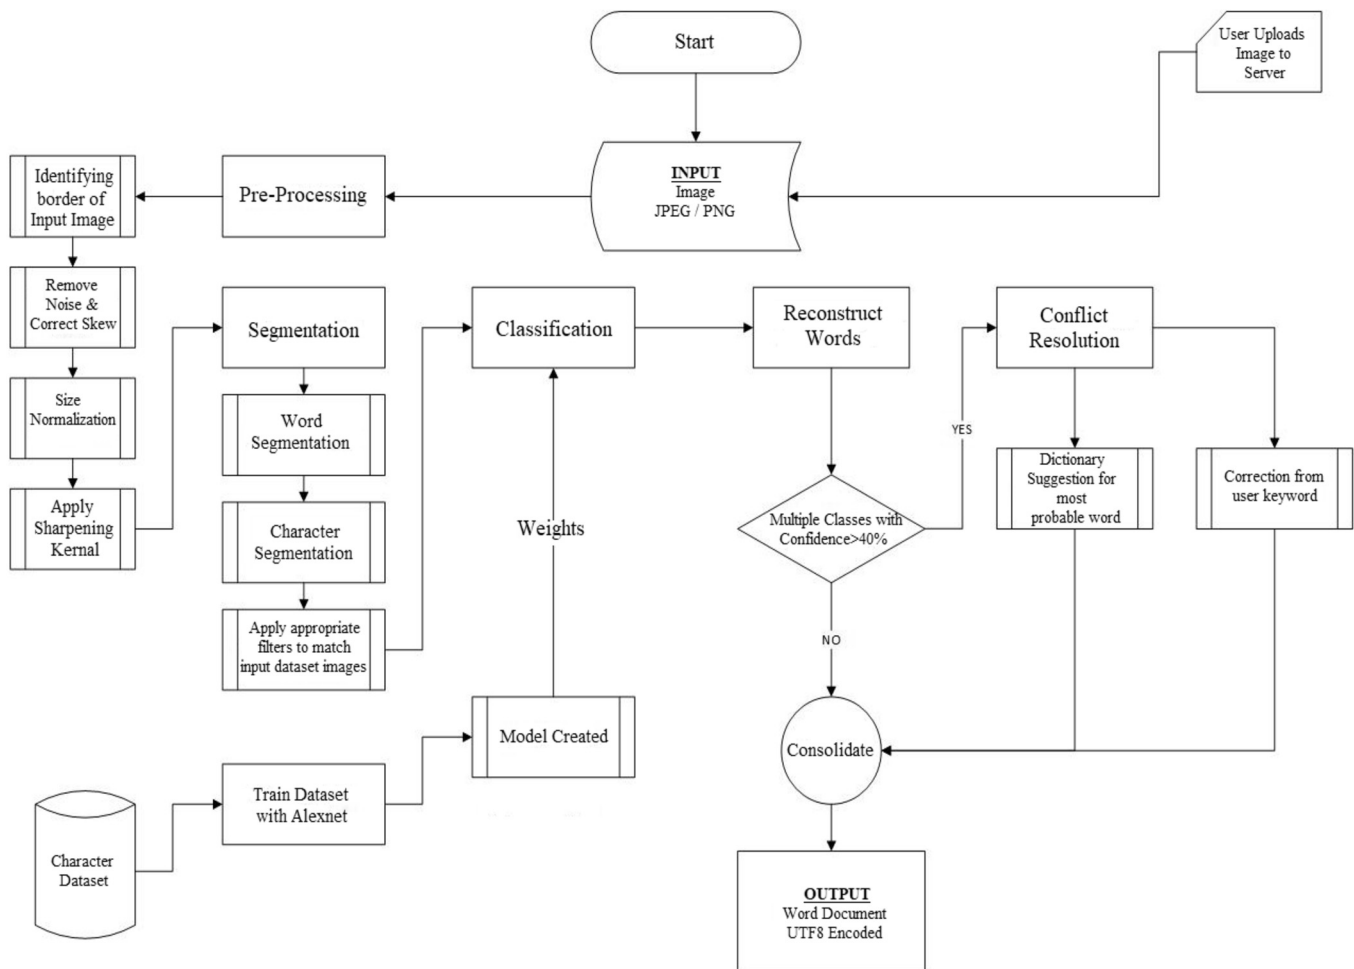 Start
User Uploads
Image to
Server
INPUT
Image
JPEG / PNG
Pre-Processing
Identifying
border of
Input Image
Remove
Noise &
Correct Skew
Size
Normalization
Apply
Sharpening
Kernal
Segmentation
Word
Segmentation
Character
Segmentation
Apply appropriate
filters to match
input dataset images
Classification
Weights
Model Created
Train Dataset
with Alexnet
Character
Dataset
Reconstruct
Words
Multiple Classes with
Confidence>40%
YES
NO
Conflict
Resolution
Dictionary
Suggestion for
most
probable word
Correction from
user keyword
Consolidate
OUTPUT
Word Document
UTF8 Encoded